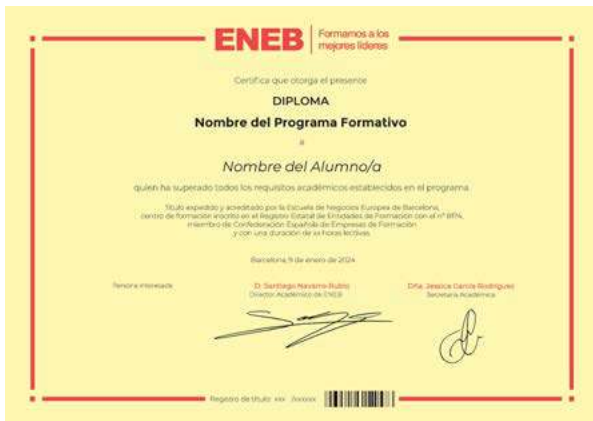 ENEB
Formamos a los
mejores líderes
Certifica que otorga el presente
DIPLOMA
Nombre del Programa Formativo
a
Nombre del Alumno/a
quien ha superado todos los requisitos académicos establecidos en el programa.
Título expedido y acreditado por la Escuela de Negocios Europea de Barcelona,
centro de formación inscrito en el Registro Estatal de Entidades de Formación con el nº
miembro de Confederación Española de Empresas de Formación
y con una duración de xx horas lectivas.
Barcelona, 9 de enero de 2024
Persona interesada
D. Santiago Navarro Rubio
Director Académico de ENEB
Dña. Jessica García Rodríguez
Secretaria Académica
Registro de título: xxx